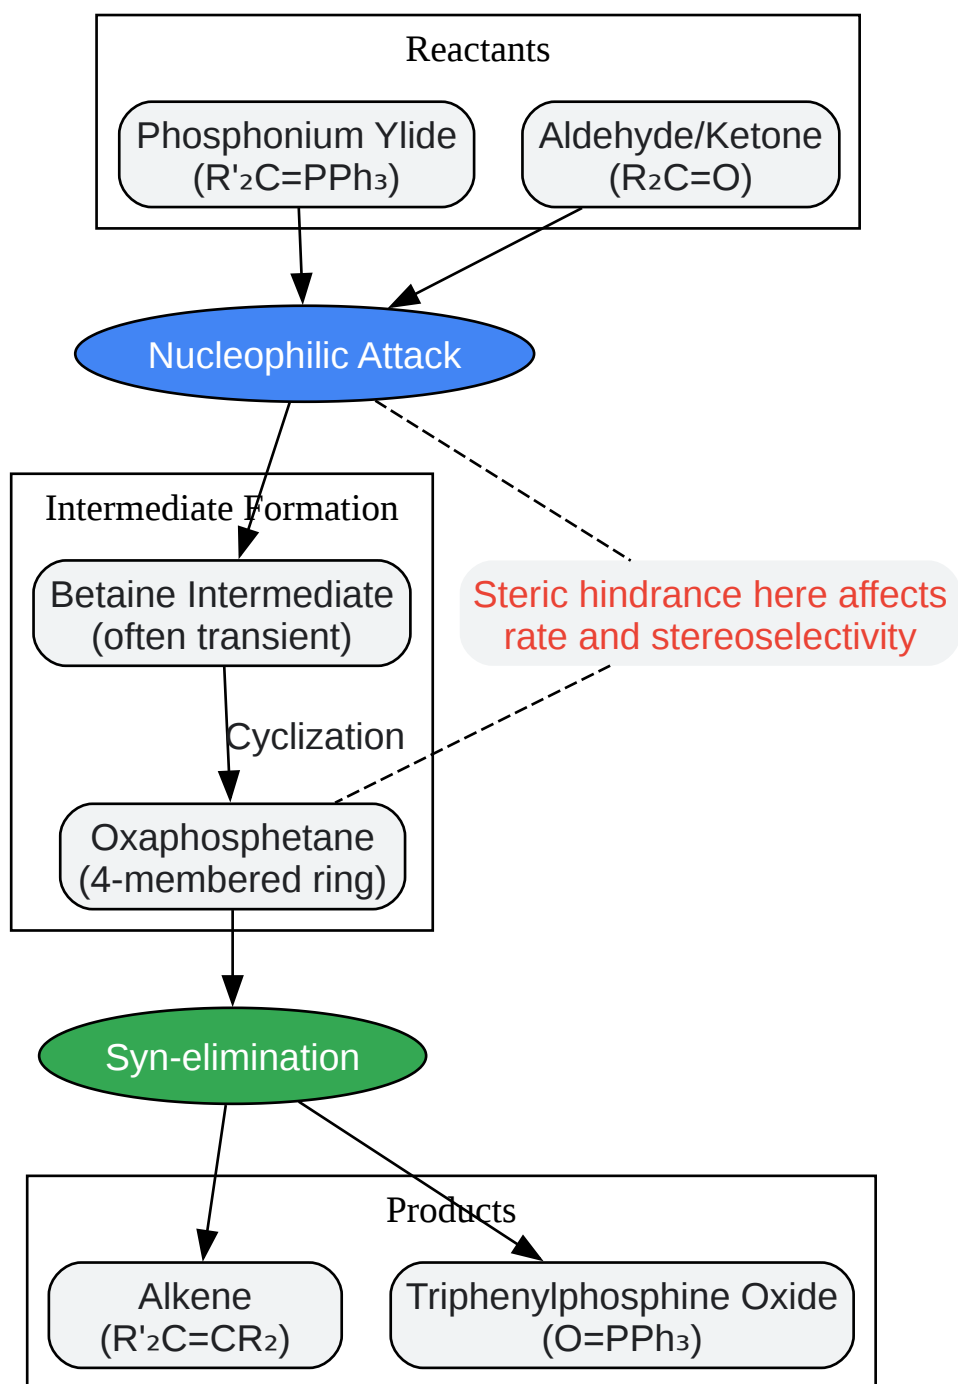 Reactants
Phosphonium Ylide
(R'₂C=PPh₃)
Aldehyde/Ketone
(R₂C=O)
Nucleophilic Attack
Intermediate Formation
Betaine Intermediate
(often transient)
Steric hindrance here affects
rate and stereoselectivity
Cyclization
Oxaphosphetane
(4-membered ring)
Syn-elimination
Products
Alkene
(R'₂C=CR₂)
Triphenylphosphine Oxide
(O=PPh₃)